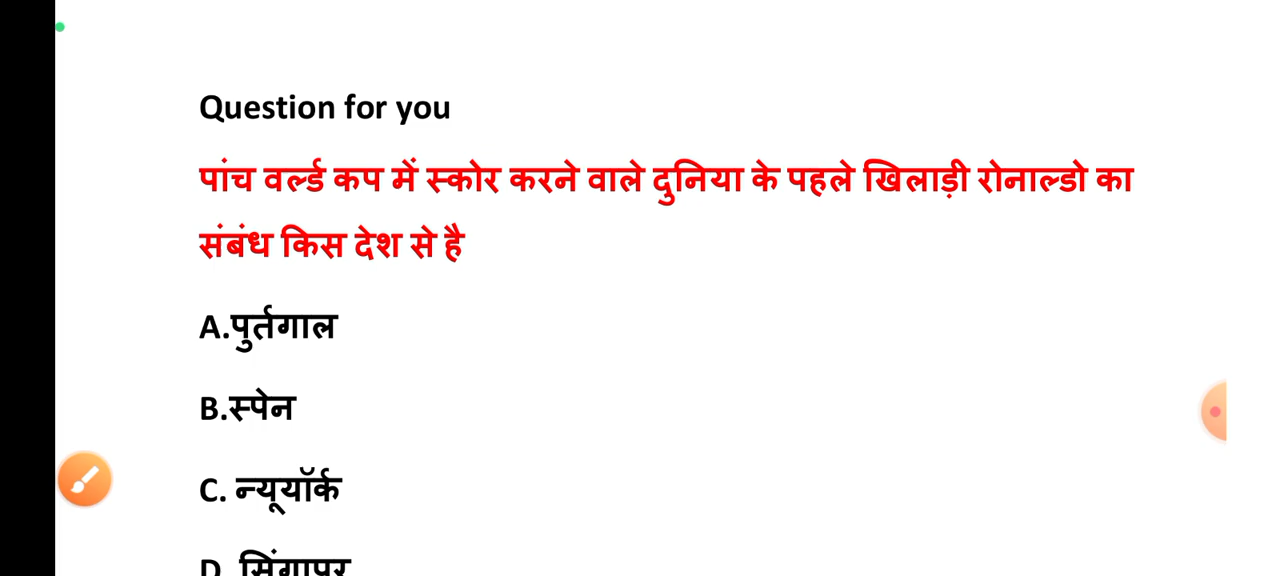 Question for you
पांच वर्ल्ड कप में स्कोर करने वाले दुनिया के पहले खिलाड़ी रोनाल्डो का
संबंध किस देश से है
A.पुर्तगाल
B.स्पेन
C. न्यूयॉर्क
D. सिंगापुर